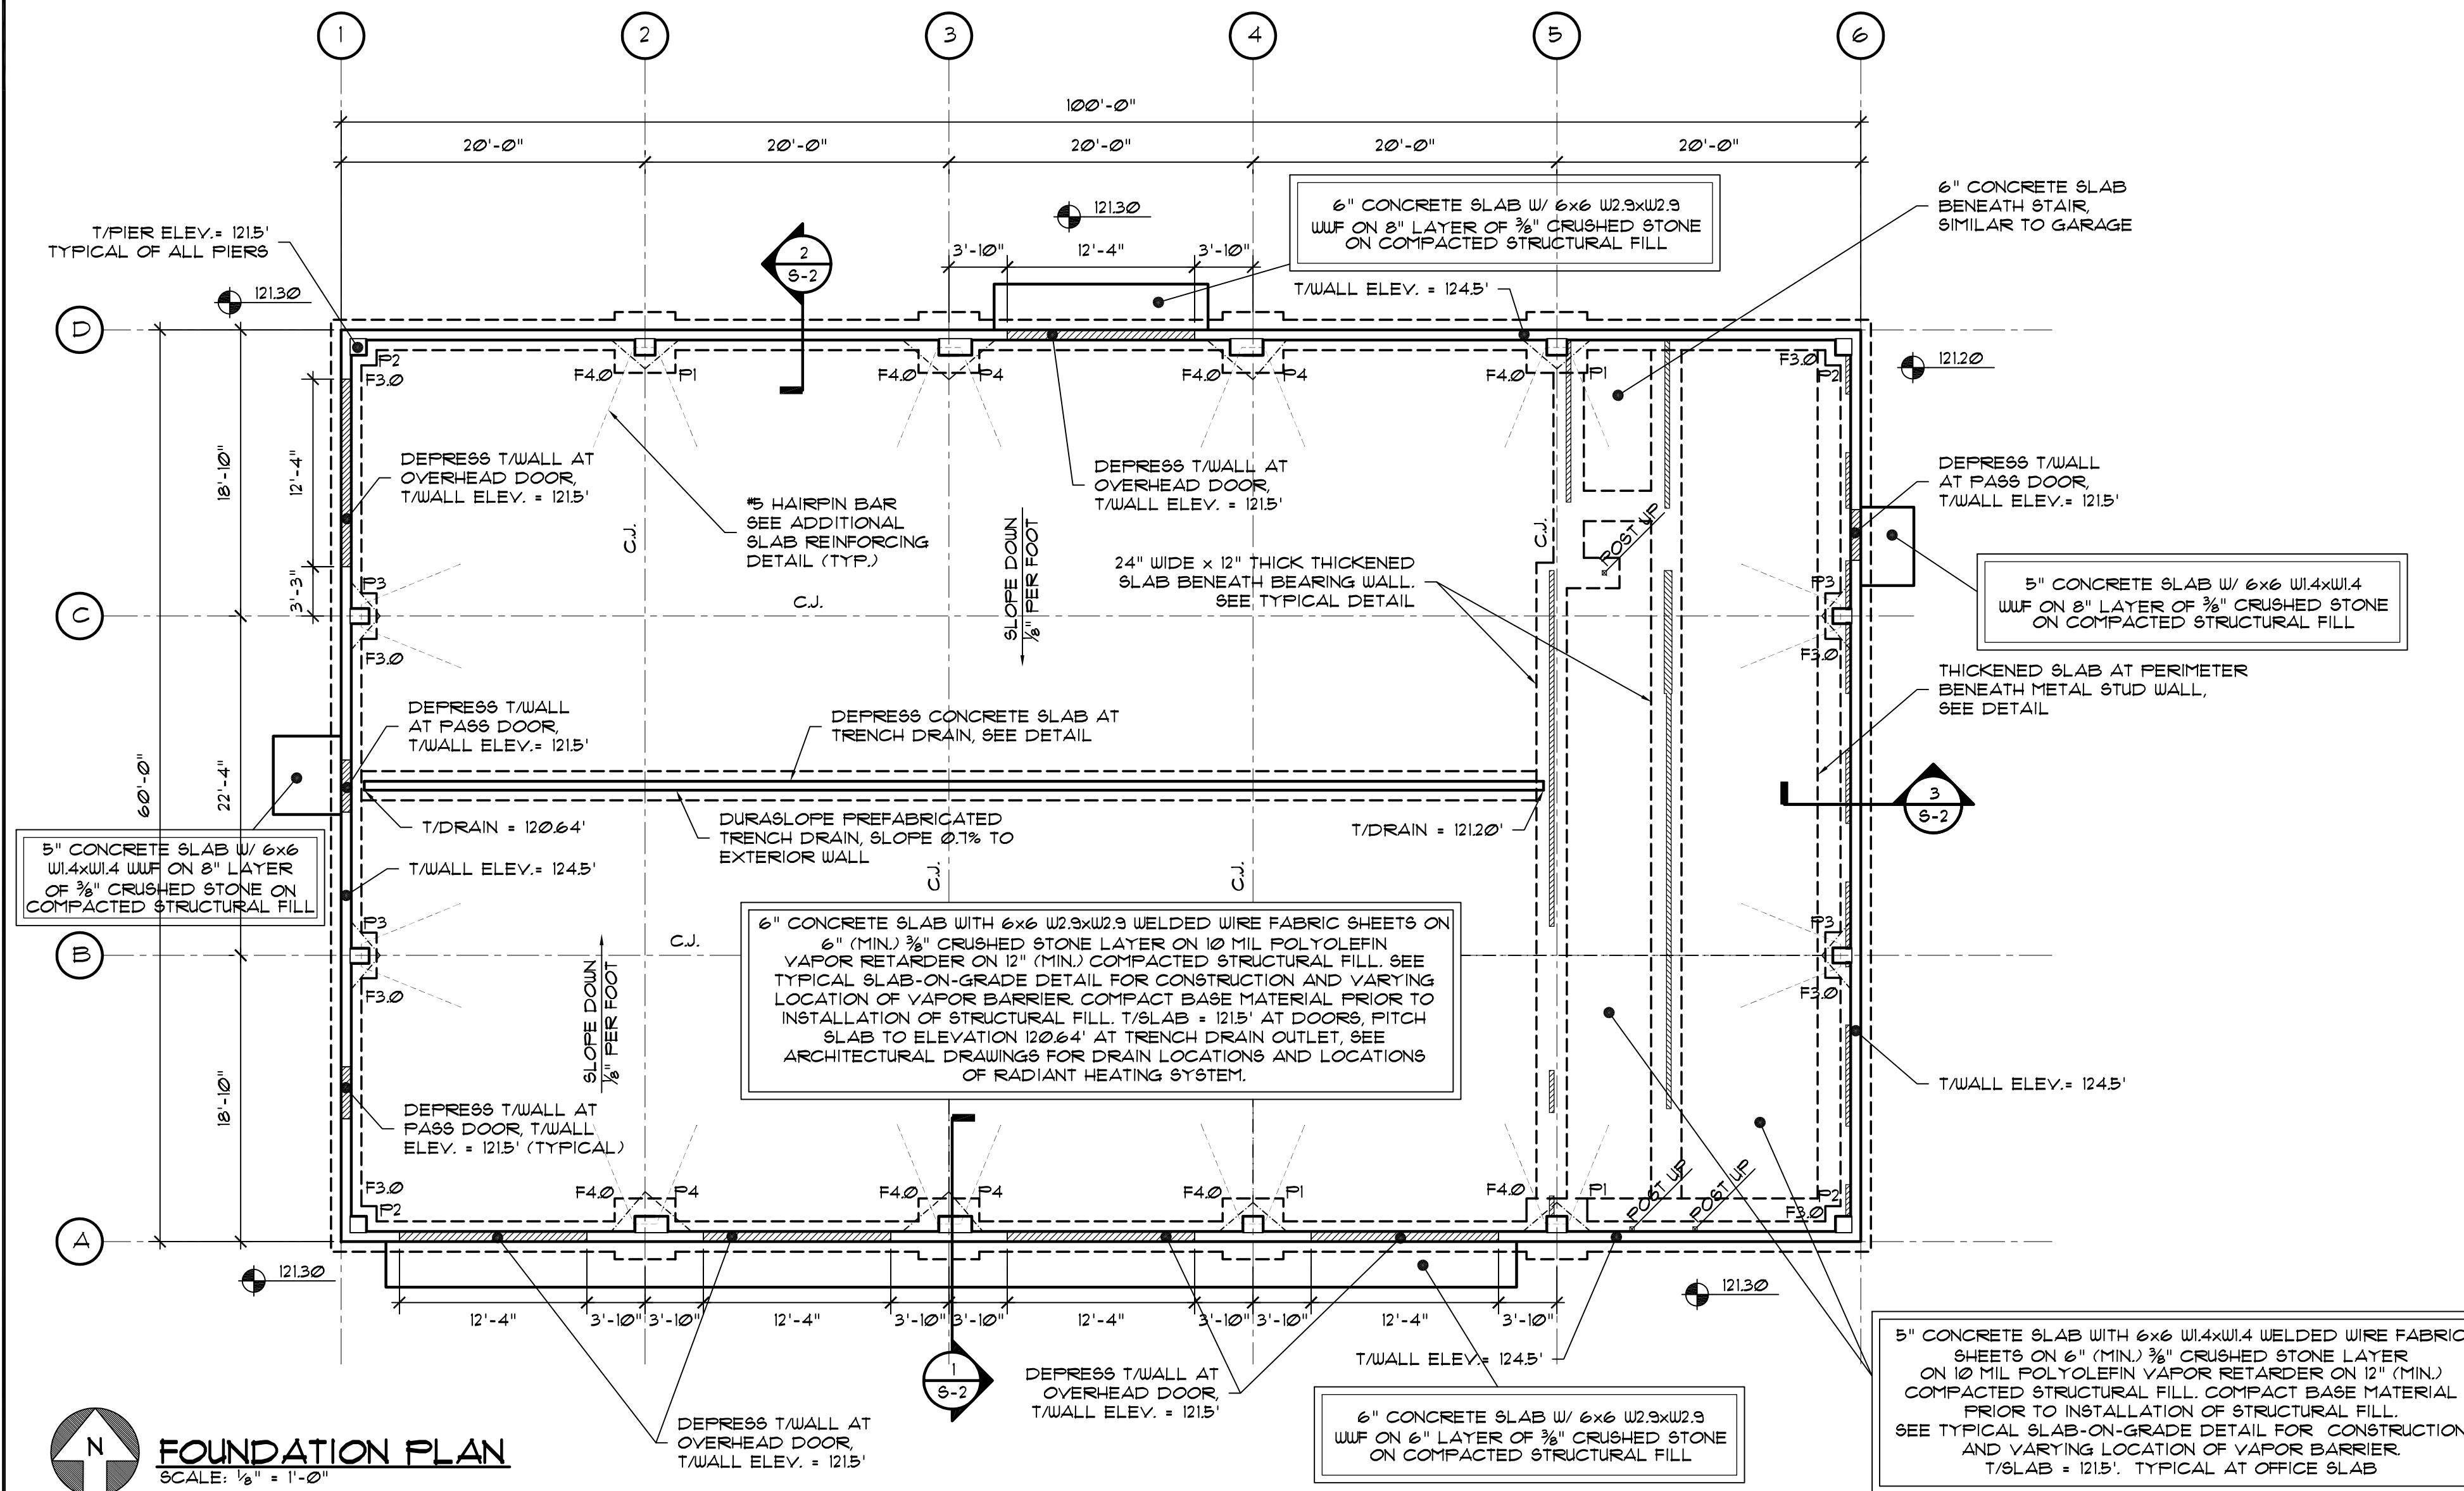 1
2
3
4
5
6
100'-0"
20'-0"
20'-0"
20'-0"
20'-0"
20'-0"
T/PIER ELEV.= 121.5'
TYPICAL OF ALL PIERS
121.30
2
S-2
121.30
3'-10"
12'-4"
3'-10"
6" CONCRETE SLAB W/ 6x6 W2.9xW2.9
WWF ON 8" LAYER OF ⅜" CRUSHED STONE
ON COMPACTED STRUCTURAL FILL
T/WALL ELEV. = 124.5'
6" CONCRETE SLAB
BENEATH STAIR,
SIMILAR TO GARAGE
D
C
B
A
60'-0"
18'-10"
22'-4"
18'-10"
12'-4"
3'-3"
P2
F3.0
F4.0
P1
F4.0
P4
F4.0
P4
F4.0
P1
F3.0
P2
121.20
DEPRESS T/WALL AT
OVERHEAD DOOR,
T/WALL ELEV. = 121.5'
#5 HAIRPIN BAR
SEE ADDITIONAL
SLAB REINFORCING
DETAIL (TYP.)
C.J.
SLOPE DOWN
⅛" PER FOOT
DEPRESS T/WALL AT
OVERHEAD DOOR,
T/WALL ELEV. = 121.5'
C.J.
POST UP
DEPRESS T/WALL
AT PASS DOOR,
T/WALL ELEV.= 121.5'
24" WIDE x 12" THICK THICKENED
SLAB BENEATH BEARING WALL.
SEE TYPICAL DETAIL
5" CONCRETE SLAB W/ 6x6 W1.4xW1.4
WWF ON 8" LAYER OF ⅜" CRUSHED STONE
ON COMPACTED STRUCTURAL FILL
P3
F3.0
C.J.
P3
F3.0
THICKENED SLAB AT PERIMETER
BENEATH METAL STUD WALL,
SEE DETAIL
DEPRESS T/WALL
AT PASS DOOR,
T/WALL ELEV.= 121.5'
DEPRESS CONCRETE SLAB AT
TRENCH DRAIN, SEE DETAIL
3
S-2
T/DRAIN = 120.64'
DURASLOPE PREFABRICATED
TRENCH DRAIN, SLOPE 0.7% TO
EXTERIOR WALL
T/DRAIN = 121.20'
5" CONCRETE SLAB W/ 6x6
W1.4xW1.4 WWF ON 8" LAYER
OF ⅜" CRUSHED STONE ON
COMPACTED STRUCTURAL FILL
T/WALL ELEV.= 124.5'
C.J.
C.J.
P3
F3.0
C.J.
P3
F3.0
SLOPE DOWN
⅛" PER FOOT
6" CONCRETE SLAB WITH 6x6 W2.9xW2.9 WELDED WIRE FABRIC SHEETS ON
6" (MIN.) ⅜" CRUSHED STONE LAYER ON 10 MIL POLYOLEFIN
VAPOR RETARDER ON 12" (MIN.) COMPACTED STRUCTURAL FILL. SEE
TYPICAL SLAB-ON-GRADE DETAIL FOR CONSTRUCTION AND VARYING
LOCATION OF VAPOR BARRIER. COMPACT BASE MATERIAL PRIOR TO
INSTALLATION OF STRUCTURAL FILL. T/SLAB = 121.5' AT DOORS, PITCH
SLAB TO ELEVATION 120.64' AT TRENCH DRAIN OUTLET, SEE
ARCHITECTURAL DRAWINGS FOR DRAIN LOCATIONS AND LOCATIONS
OF RADIANT HEATING SYSTEM.
T/WALL ELEV.= 124.5'
DEPRESS T/WALL AT
PASS DOOR, T/WALL
ELEV. = 121.5' (TYPICAL)
F3.0
P2
F4.0
P4
F4.0
P4
F4.0
P1
F4.0
P1
POST UP
POST UP
P2
F3.0
121.30
121.30
12'-4"
3'-10"
3'-10"
12'-4"
3'-10"
3'-10"
12'-4"
3'-10"
3'-10"
12'-4"
3'-10"
1
S-2
DEPRESS T/WALL AT
OVERHEAD DOOR,
T/WALL ELEV. = 121.5'
T/WALL ELEV.= 124.5'
DEPRESS T/WALL AT
OVERHEAD DOOR,
T/WALL ELEV. = 121.5'
6" CONCRETE SLAB W/ 6x6 W2.9xW2.9
WWF ON 6" LAYER OF ⅜" CRUSHED STONE
ON COMPACTED STRUCTURAL FILL
5" CONCRETE SLAB WITH 6x6 W1.4xW1.4 WELDED WIRE FABRIC
SHEETS ON 6" (MIN.) ⅜" CRUSHED STONE LAYER
ON 10 MIL POLYOLEFIN VAPOR RETARDER ON 12" (MIN.)
COMPACTED STRUCTURAL FILL. COMPACT BASE MATERIAL
PRIOR TO INSTALLATION OF STRUCTURAL FILL.
SEE TYPICAL SLAB-ON-GRADE DETAIL FOR CONSTRUCTION
AND VARYING LOCATION OF VAPOR BARRIER.
T/SLAB = 121.5'. TYPICAL AT OFFICE SLAB
N
FOUNDATION PLAN
SCALE: ⅛" = 1'-0"